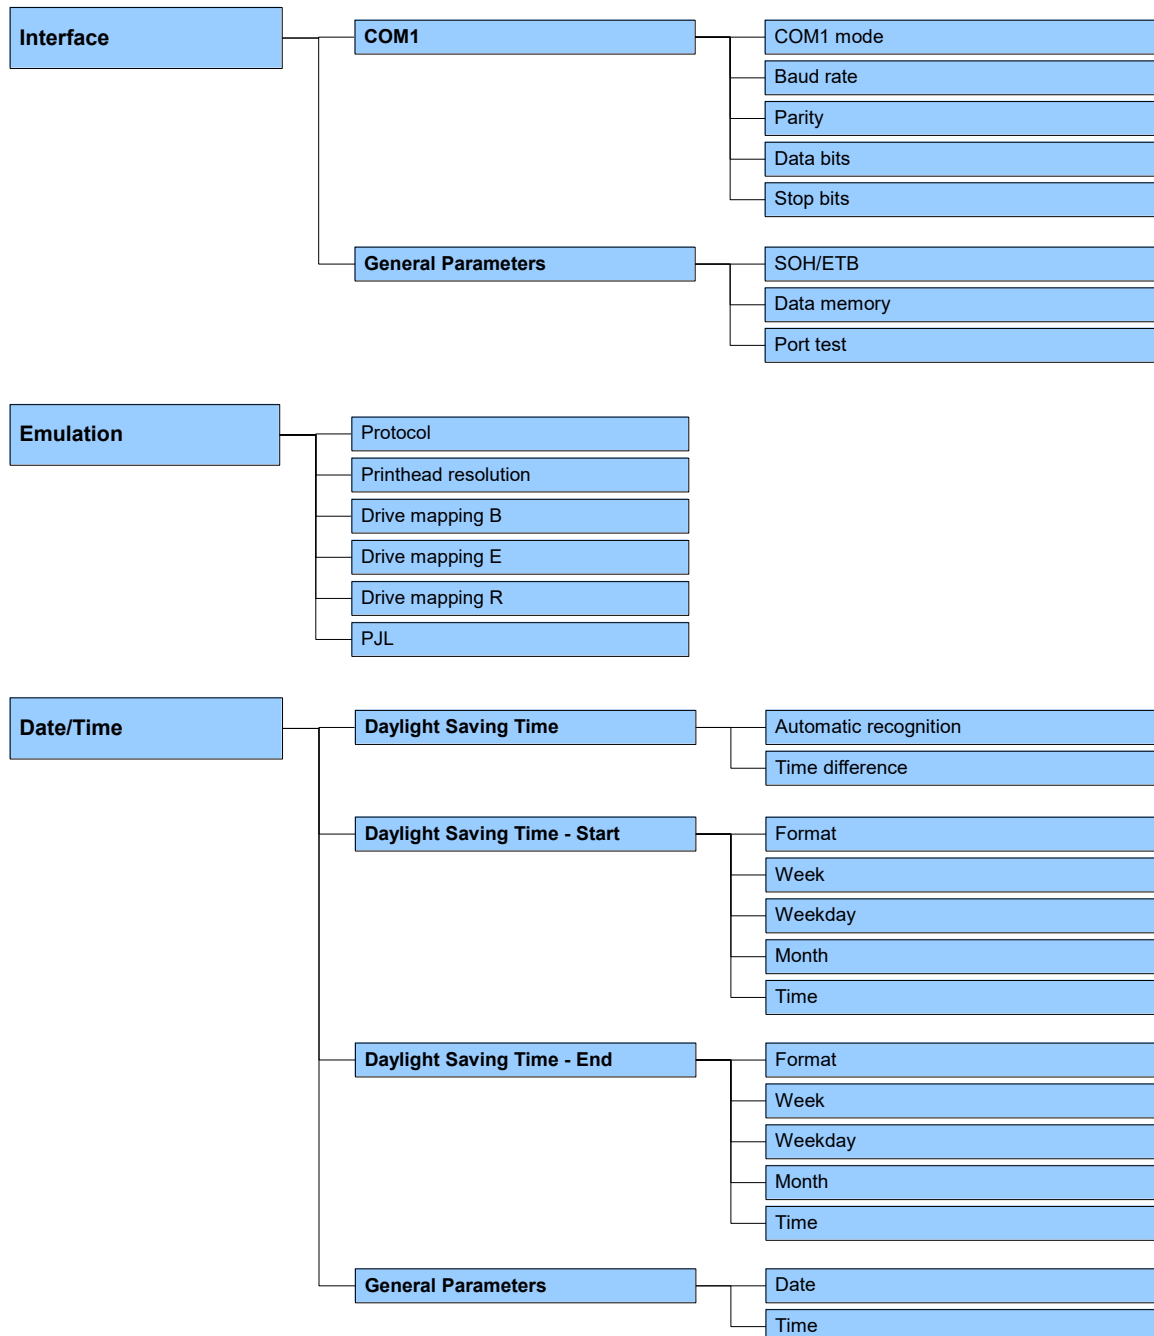 Interface
COM1
COM1 mode
Baud rate
Parity
Data bits
Stop bits
General Parameters
SOH/ETB
Data memory
Port test
Emulation
Protocol
Printhead resolution
Drive mapping B
Drive mapping E
Drive mapping R
PJL
Date/Time
Daylight Saving Time
Automatic recognition
Time difference
Daylight Saving Time - Start
Format
Week
Weekday
Month
Time
Daylight Saving Time - End
Format
Week
Weekday
Month
Time
General Parameters
Date
Time